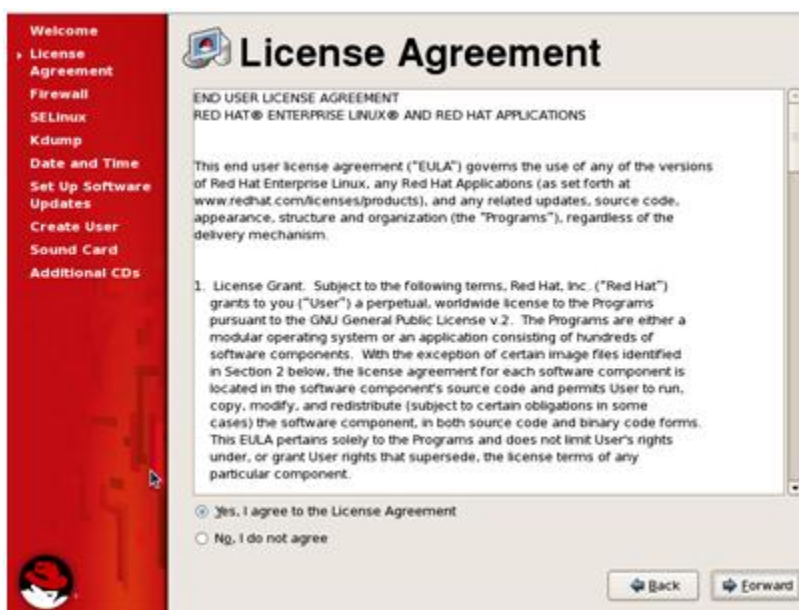 Welcome
License
Agreement
Firewall
SELinux
Kdump
Date and Time
Set Up Software
Updates
Create User
Sound Card
Additional CDs
License Agreement
END USER LICENSE AGREEMENT
RED HAT® ENTERPRISE LINUX® AND RED HAT APPLICATIONS
This end user license agreement ("EULA") governs the use of any of the versions
of Red Hat Enterprise Linux, any Red Hat Applications (as set forth at
www.redhat.com/licenses/products), and any related updates, source code,
appearance, structure and organization (the "Programs"), regardless of the
delivery mechanism.
1. License Grant. Subject to the following terms, Red Hat, Inc. ("Red Hat")
grants to you ("User") a perpetual, worldwide license to the Programs
pursuant to the GNU General Public License v.2. The Programs are either a
modular operating system or an application consisting of hundreds of
software components. With the exception of certain image files identified
in Section 2 below, the license agreement for each software component is
located in the software component's source code and permits User to run,
copy, modify, and redistribute (subject to certain obligations in some
cases) the software component, in both source code and binary code forms.
This EULA pertains solely to the Programs and does not limit User's rights
under, or grant User rights that supersede, the license terms of any
particular component.
Yes, I agree to the License Agreement
No, I do not agree
Back
Forward